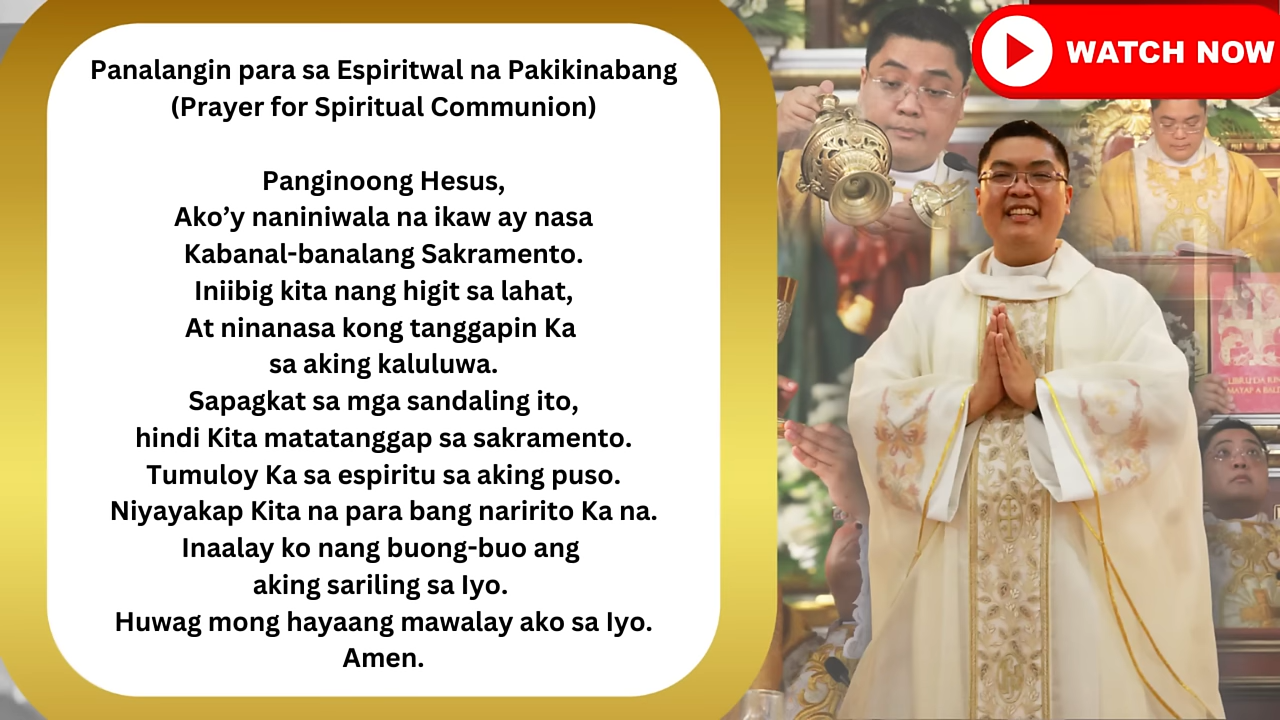 Panalangin para sa Espiritwal na Pakikinabang
(Prayer for Spiritual Communion)
Panginoong Hesus,
Ako’y naniniwala na ikaw ay nasa
Kabanal-banalang Sakramento.
Iniibig kita nang higit sa lahat,
At ninanasa kong tanggapin Ka
sa aking kaluluwa.
Sapagkat sa mga sandaling ito,
hindi Kita matatanggap sa sakramento.
Tumuloy Ka sa espiritu sa aking puso.
Niyayakap Kita na para bang naririto Ka na.
Inaalay ko nang buong-buo ang
aking sariling sa Iyo.
Huwag mong hayaang mawalay ako sa Iyo.
Amen.
WATCH NOW